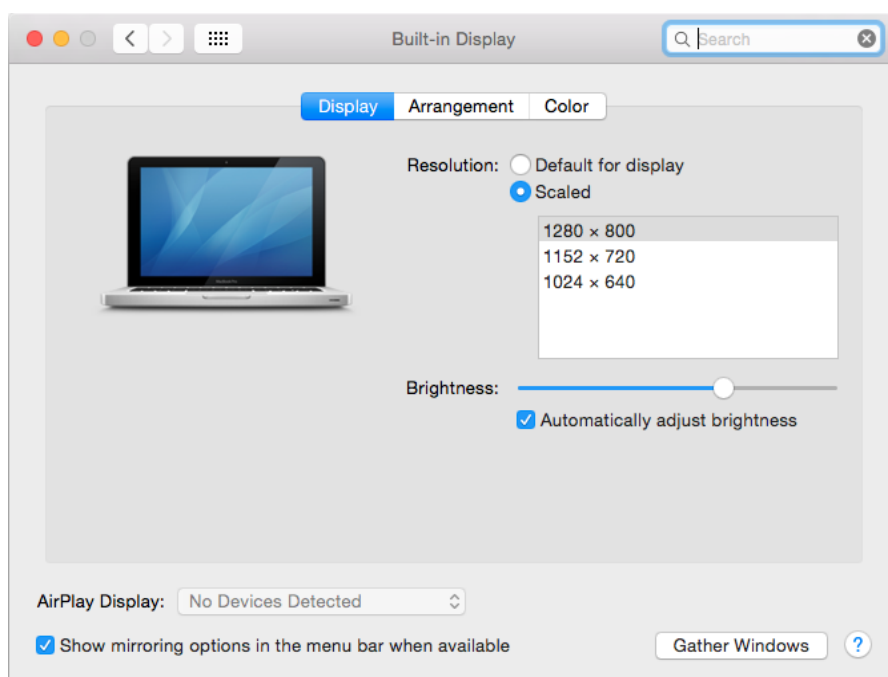 Built-in Display
Search
Display Arrangement Color
Resolution: Default for display
Scaled
1280 × 800
1152 × 720
1024 × 640
Brightness:
Automatically adjust brightness
AirPlay Display: No Devices Detected
Show mirroring options in the menu bar when available
Gather Windows ?